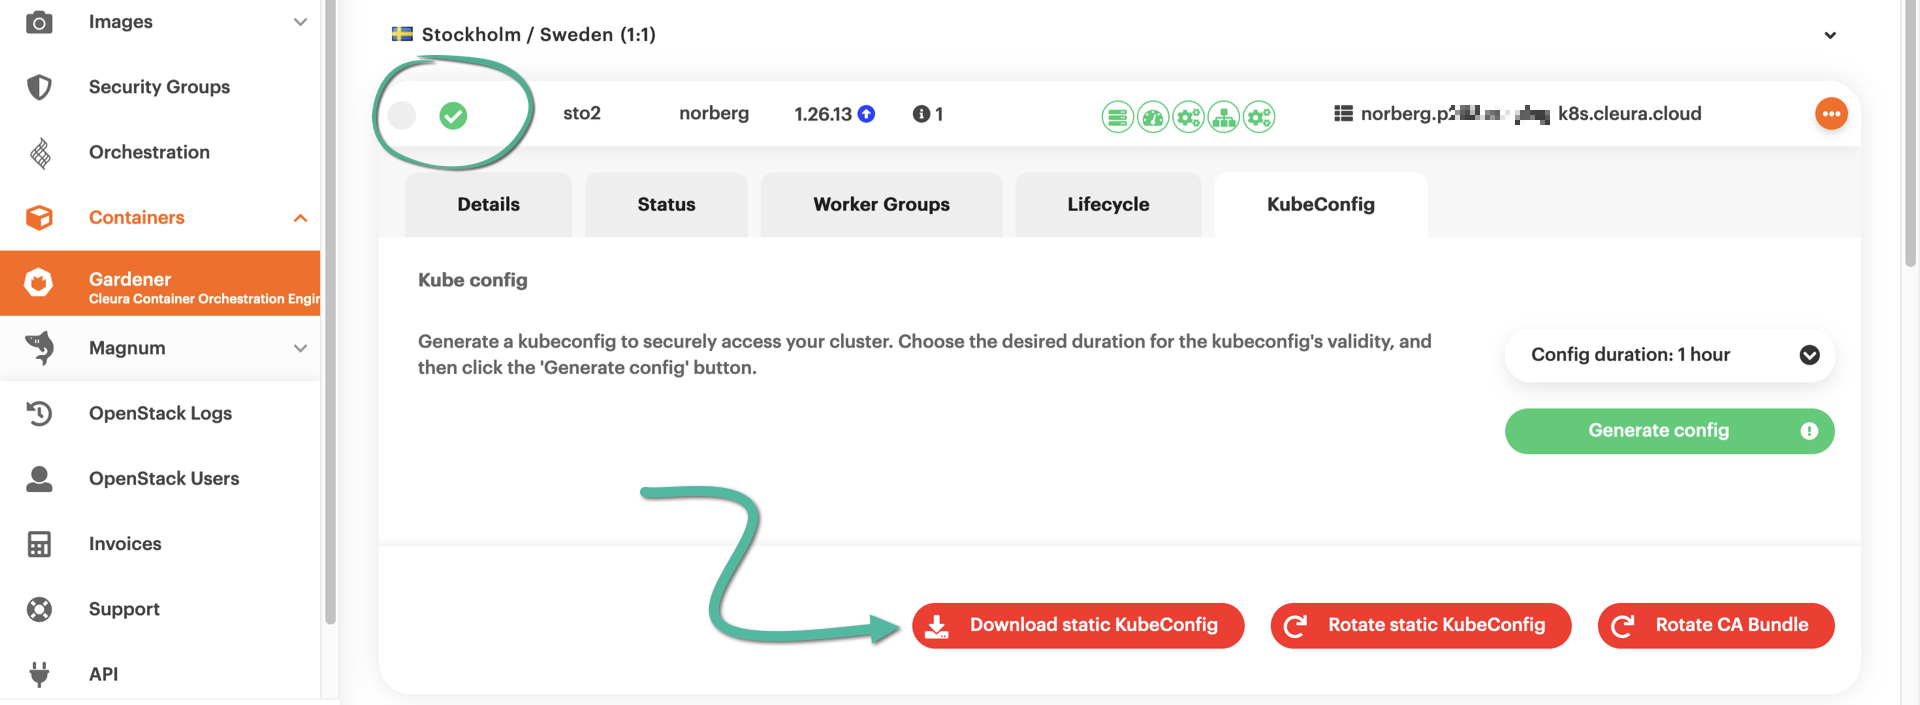 Images
Security Groups
Orchestration
Containers
Gardener
Cleura Container Orchestration Engin
Magnum
OpenStack Logs
OpenStack Users
Invoices
Support
API
Stockholm / Sweden (1:1)
sto2 norberg 1.26.13 1 norberg.p k8s.cleura.cloud
Details Status Worker Groups Lifecycle KubeConfig
Kube config
Generate a kubeconfig to securely access your cluster. Choose the desired duration for the kubeconfig's validity, and
then click the 'Generate config' button.
Config duration: 1 hour
Generate config
Download static KubeConfig Rotate static KubeConfig Rotate CA Bundle